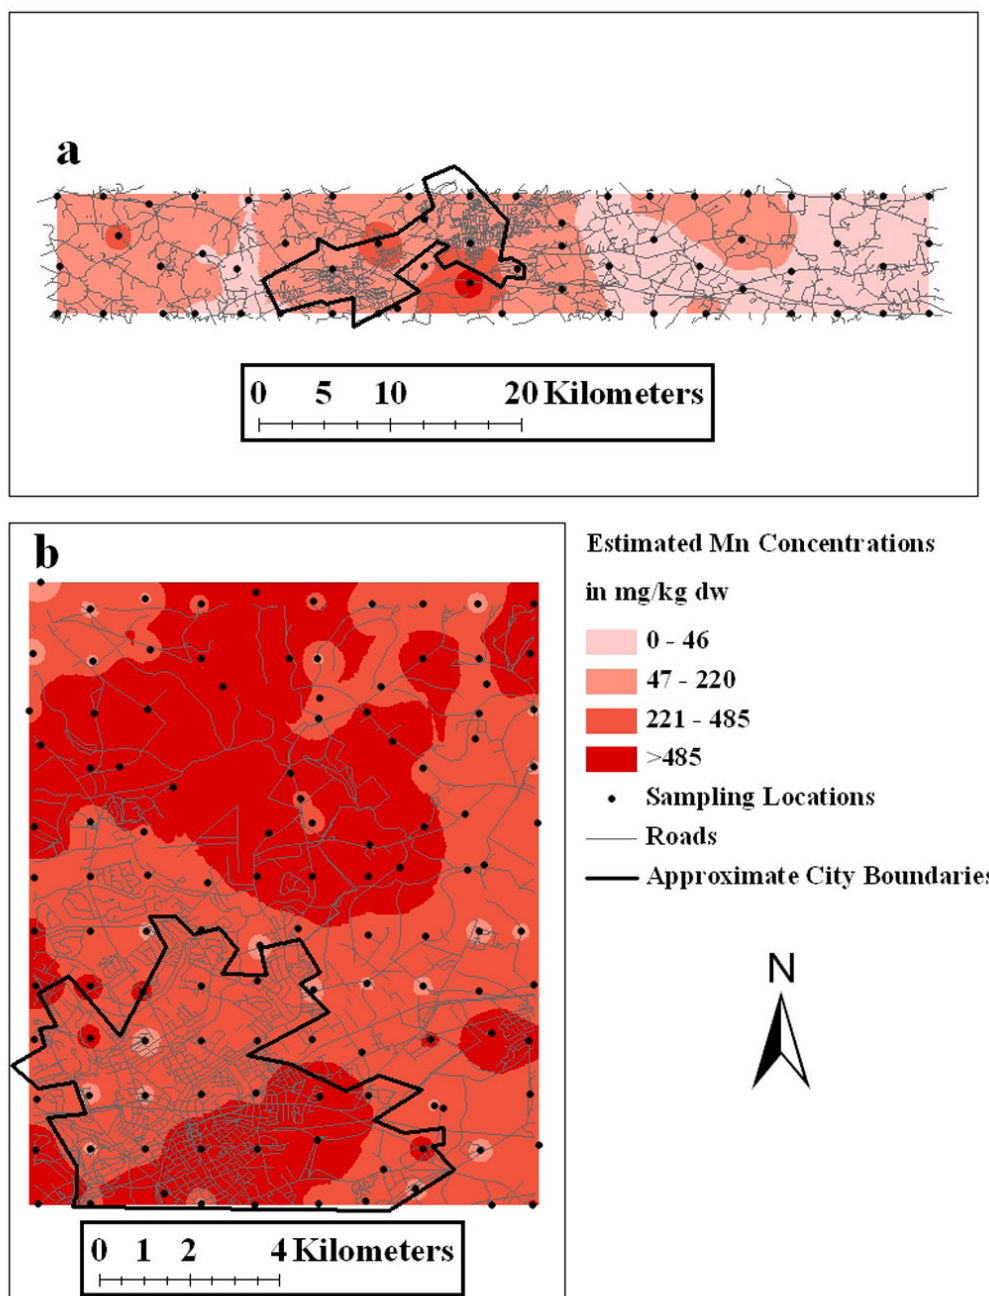 a
0 5 10 20 Kilometers
b
Estimated Mn Concentrations
in mg/kg dw
0 - 46
47 - 220
221 - 485
>485
Sampling Locations
Roads
Approximate City Boundaries
N
0 1 2 4 Kilometers